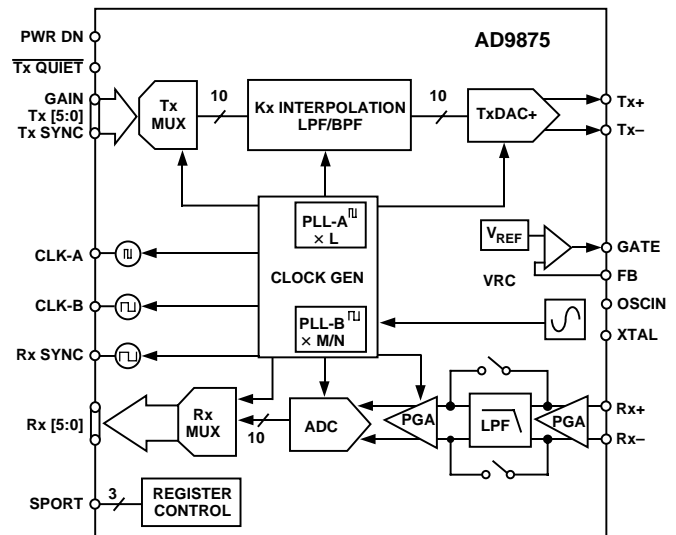 AD9875
PWR DN
Tx QUIET
GAIN
Tx [5:0]
Tx SYNC
Tx
MUX
10
Kx INTERPOLATION
LPF/BPF
10
TxDAC+
Tx+
Tx–
PLL-A
× L
CLOCK GEN
PLL-B
× M/N
CLK-A
CLK-B
Rx SYNC
VREF
VRC
GATE
FB
OSCIN
XTAL
Rx [5:0]
Rx
MUX
10
ADC
PGA
LPF
PGA
Rx+
Rx–
SPORT
3
REGISTER
CONTROL